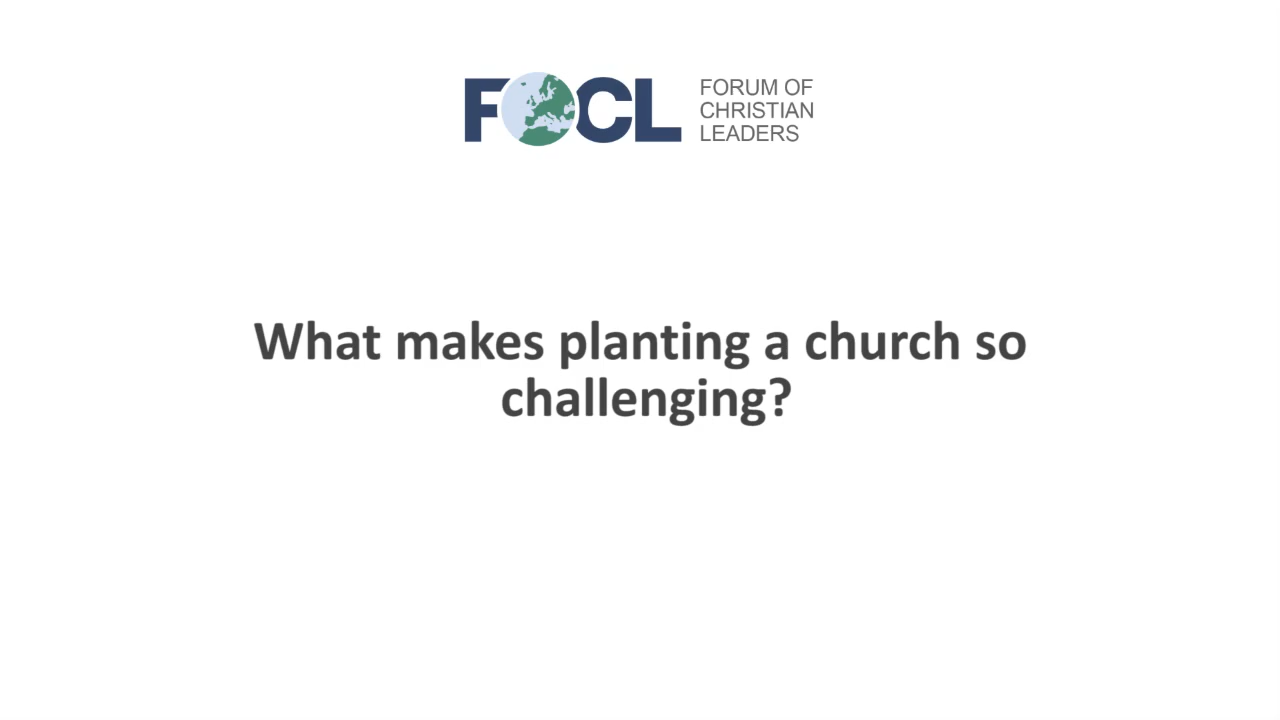 FOCL
FORUM OF
CHRISTIAN
LEADERS
What makes planting a church so
challenging?